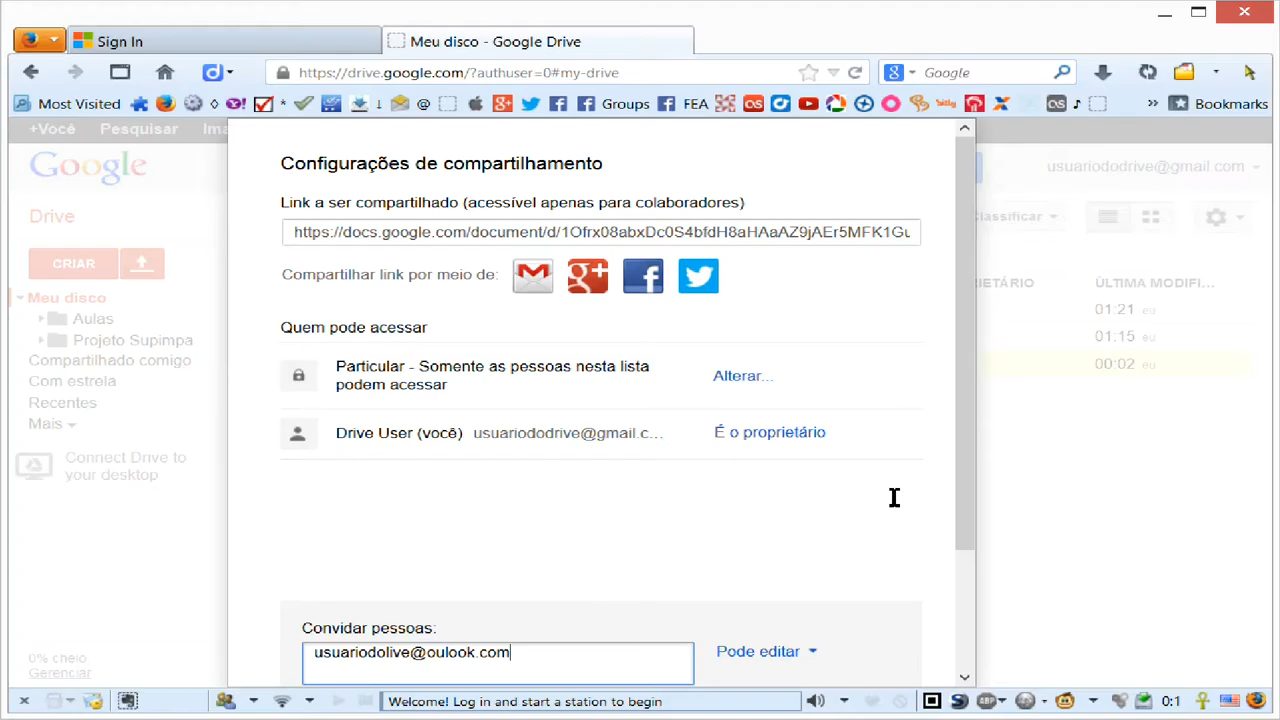 Sign In
Meu disco - Google Drive
https://drive.google.com/?authuser=0#my-drive
Google
Most Visited
Groups
FEA
Bookmarks
+Você Pesquisar Ima
usuariododrive@gmail.com
Google
Drive
CRIAR
Meu disco
Aulas
Projeto Supimpa
Compartilhado comigo
Com estrela
Recentes
Mais
Connect Drive to
your desktop
0% cheio
Gerenciar
Configurações de compartilhamento
Link a ser compartilhado (acessível apenas para colaboradores)
https://docs.google.com/document/d/1Ofrx08abxDc0S4bfdH8aHAaAZ9jAEr5MFK1Gu
Compartilhar link por meio de:
Quem pode acessar
Particular - Somente as pessoas nesta lista
podem acessar
Alterar...
Drive User (você) usuariododrive@gmail.c...
É o proprietário
Convidar pessoas:
usuariodolive@oulook.com
Pode editar
lassificar
IETÁRIO
ÚLTIMA MODIFI...
01:21 eu
01:15 eu
00:02 eu
Welcome! Log in and start a station to begin
0:1